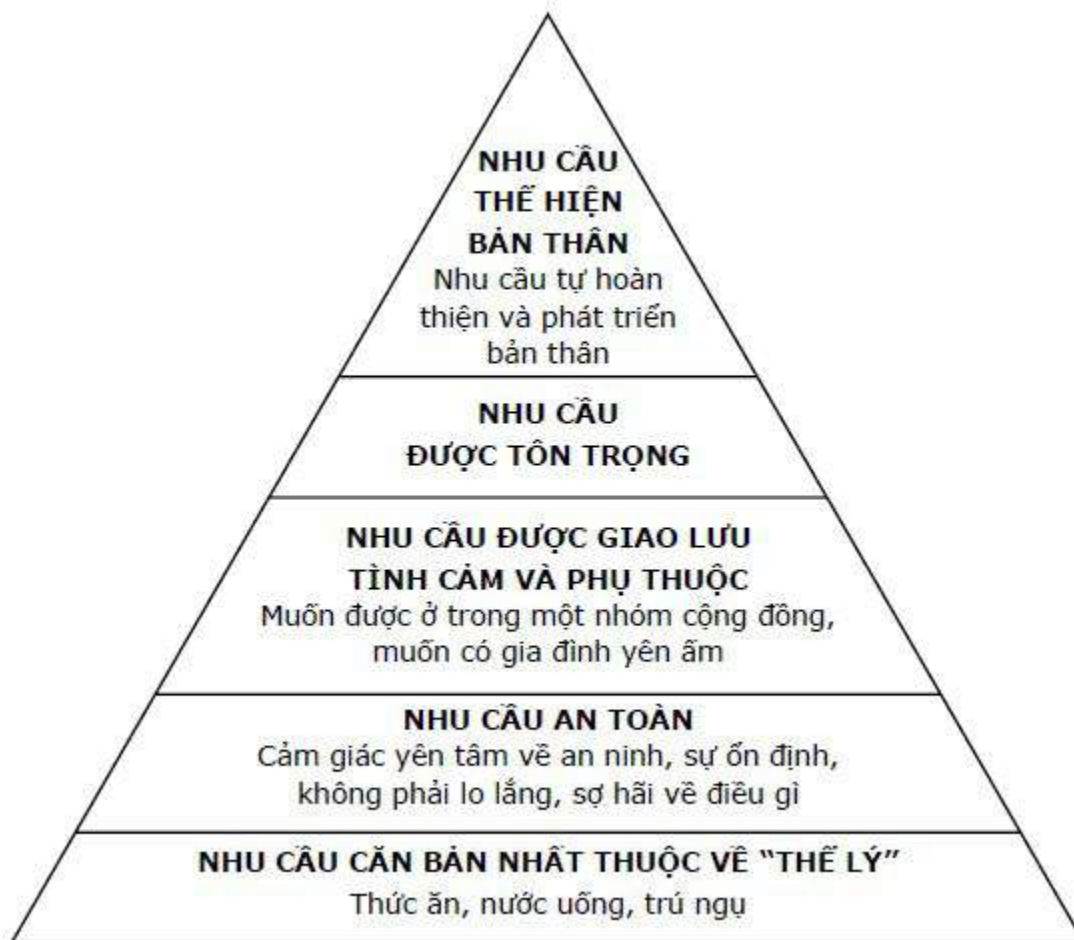 NHU CẦU
THỂ HIỆN
BẢN THÂN
Nhu cầu tự hoàn
thiện và phát triển
bản thân
NHU CẦU
ĐƯỢC TÔN TRỌNG
NHU CẦU ĐƯỢC GIAO LƯU
TÌNH CẢM VÀ PHỤ THUỘC
Muốn được ở trong một nhóm cộng đồng,
muốn có gia đình yên ấm
NHU CẦU AN TOÀN
Cảm giác yên tâm về an ninh, sự ổn định,
không phải lo lắng, sợ hãi về điều gì
NHU CẦU CĂN BẢN NHẤT THUỘC VỀ “THỂ LÝ”
Thức ăn, nước uống, trú ngụ